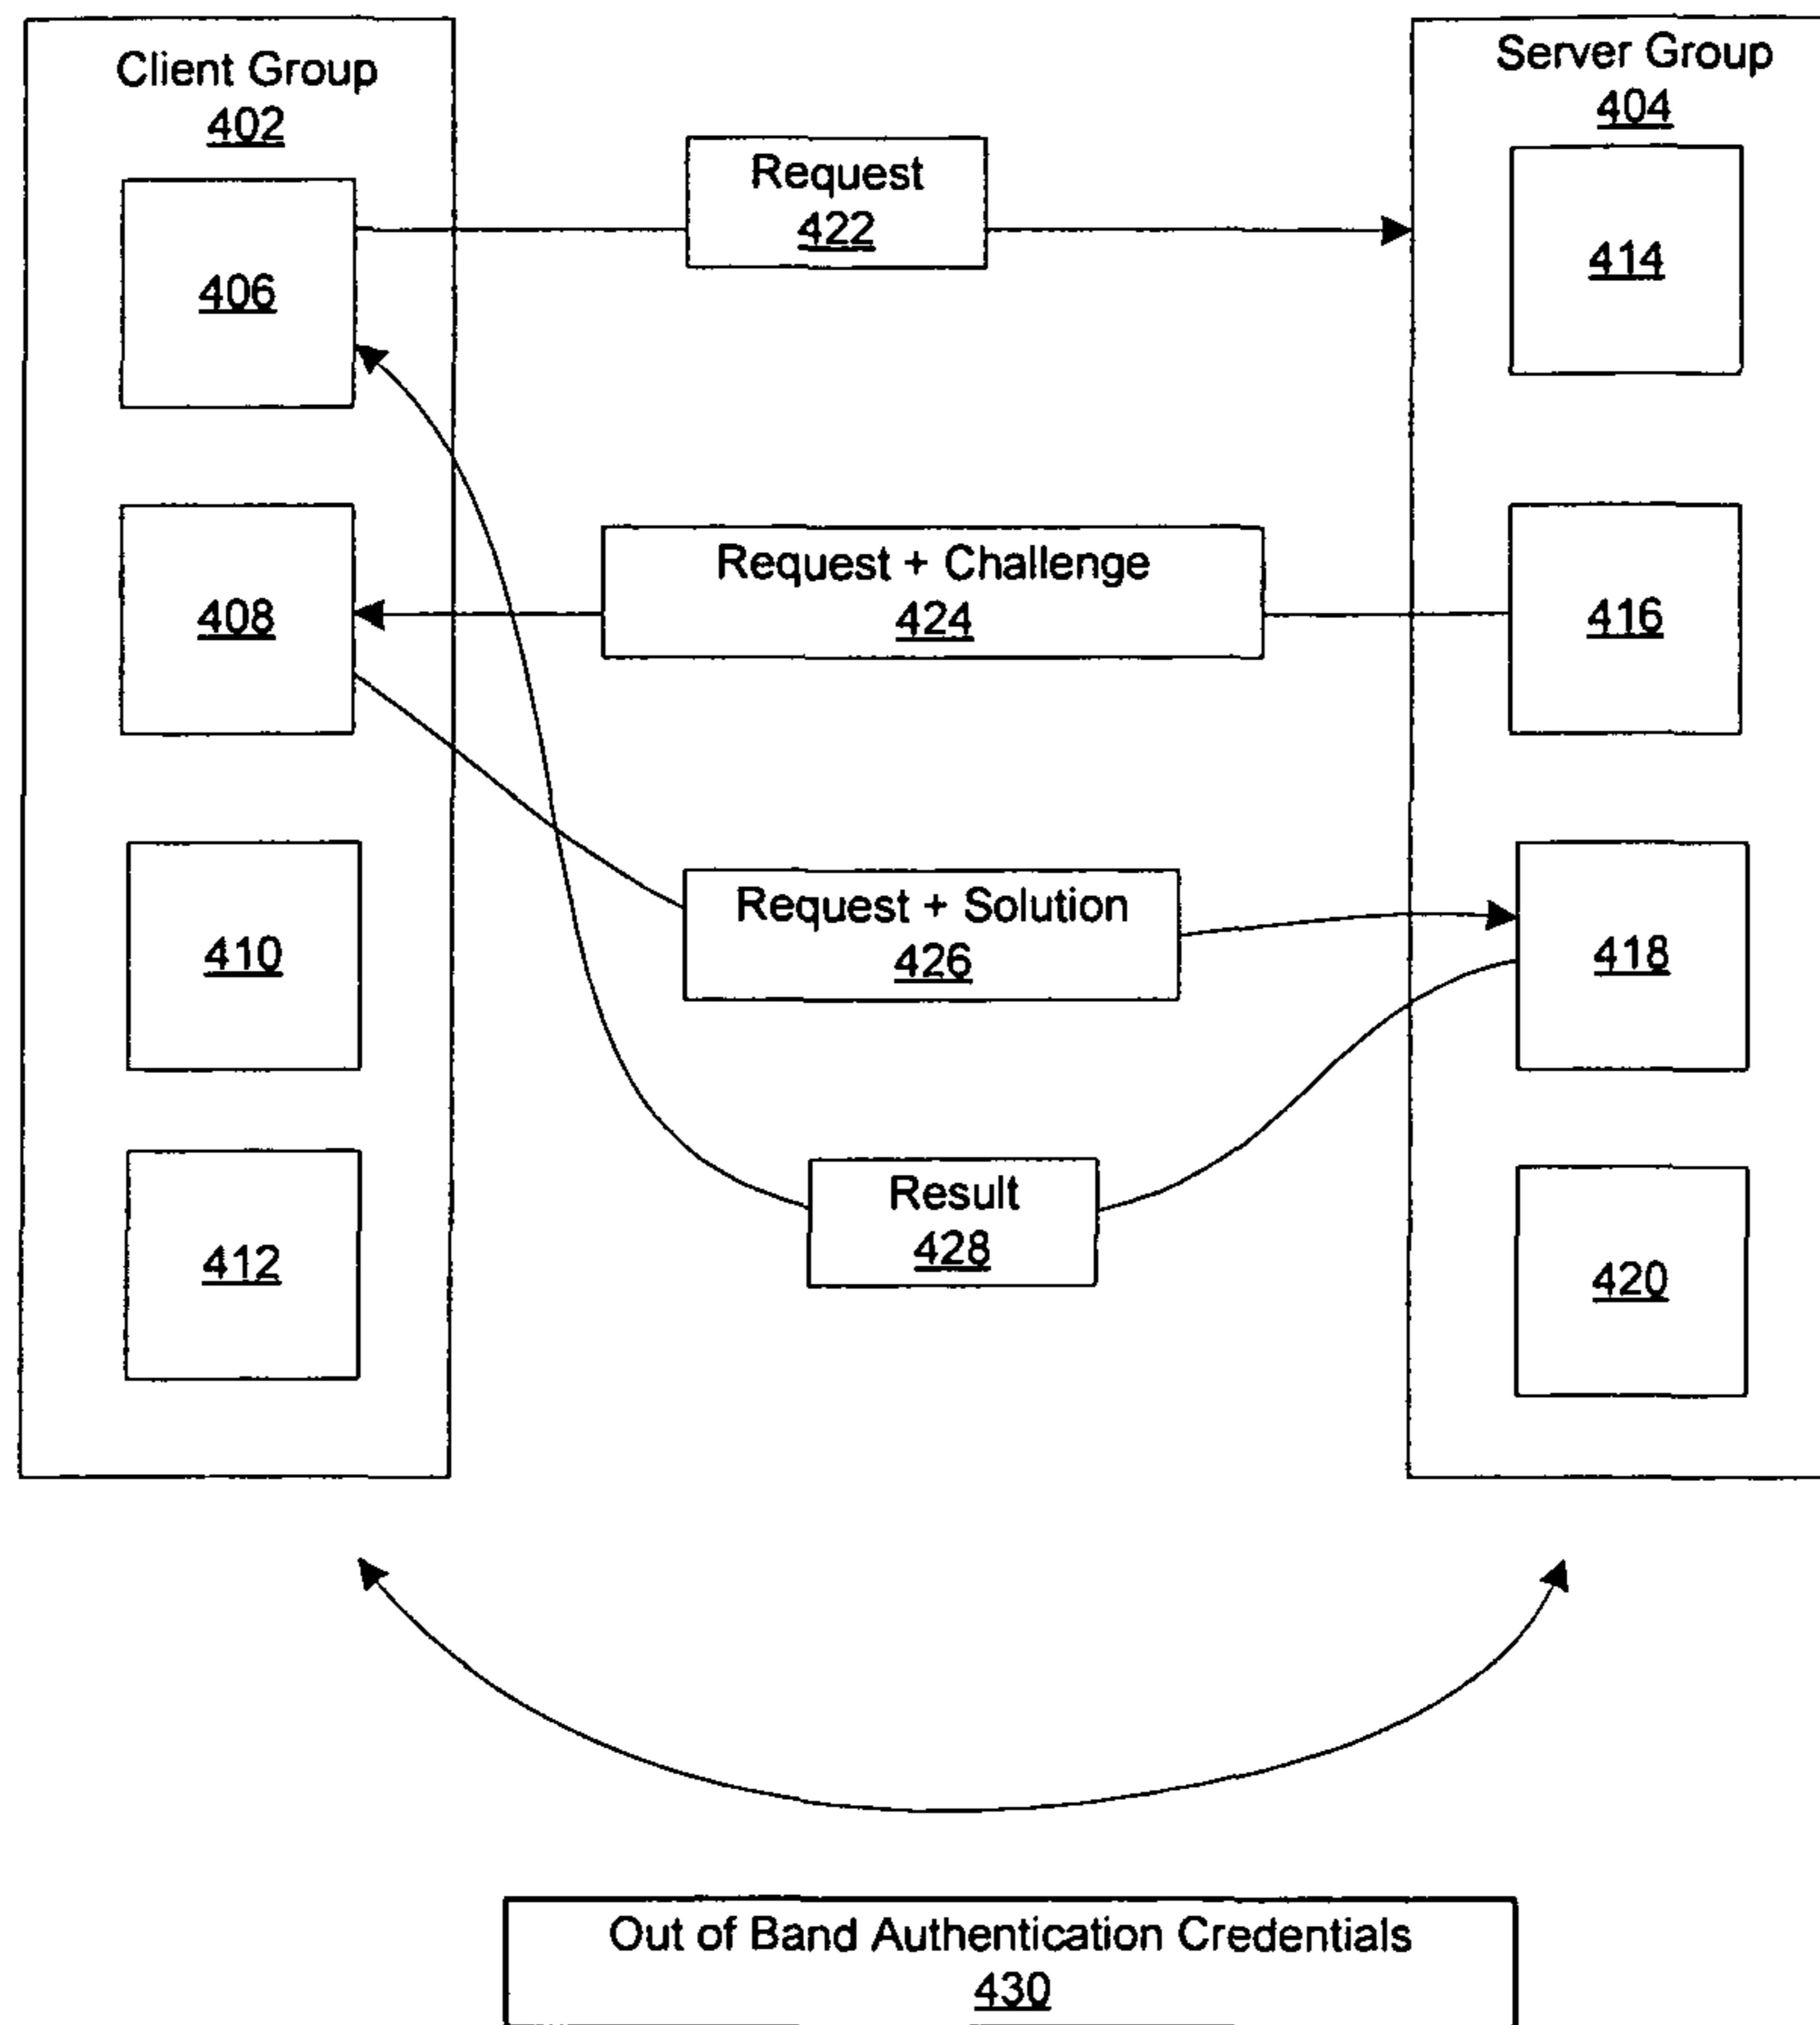 Client Group
402
406
408
410
412
Request
422
Request + Challenge
424
Request + Solution
426
Result
428
Server Group
404
414
416
418
420
Out of Band Authentication Credentials
430